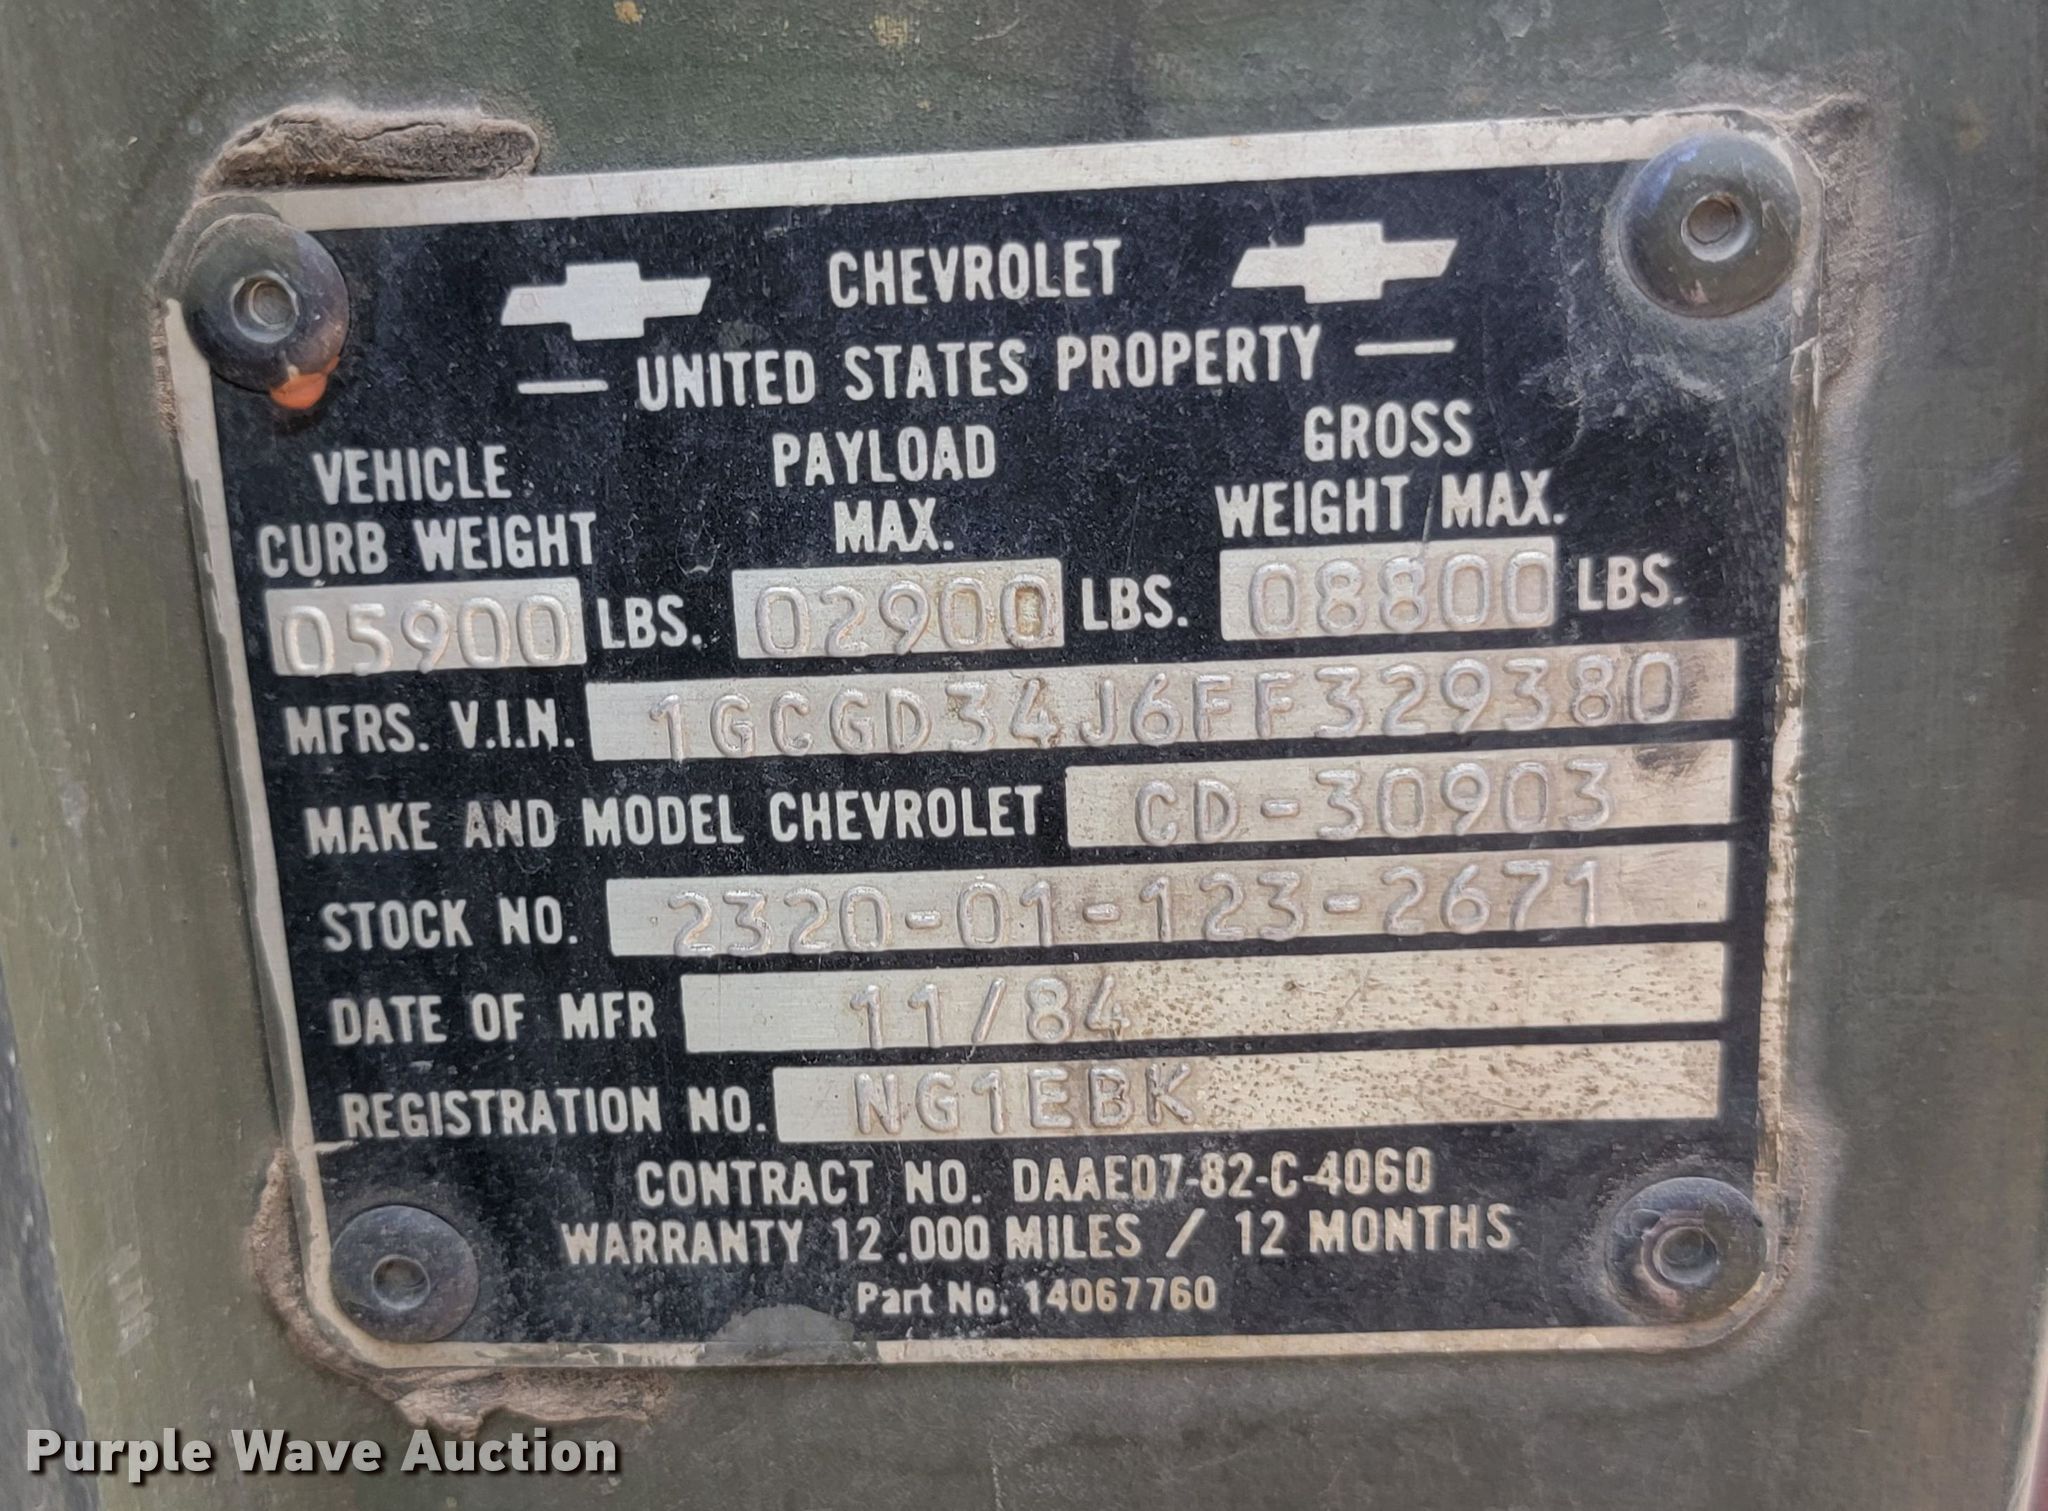 CHEVROLET
UNITED STATES PROPERTY
VEHICLE CURB WEIGHT
PAYLOAD MAX.
GROSS WEIGHT MAX.
05900 LBS. 02900 LBS. 08800 LBS.
MFRS. V.I.N. 1GCGD34J6FF329380
MAKE AND MODEL CHEVROLET CD-30903
STOCK NO. 2320-01-123-2671
DATE OF MFR 11/84
REGISTRATION NO. NG1EBK
CONTRACT NO. DAAE07-82-C-4060
WARRANTY 12,000 MILES / 12 MONTHS
Part No. 14067760
Purple Wave Auction